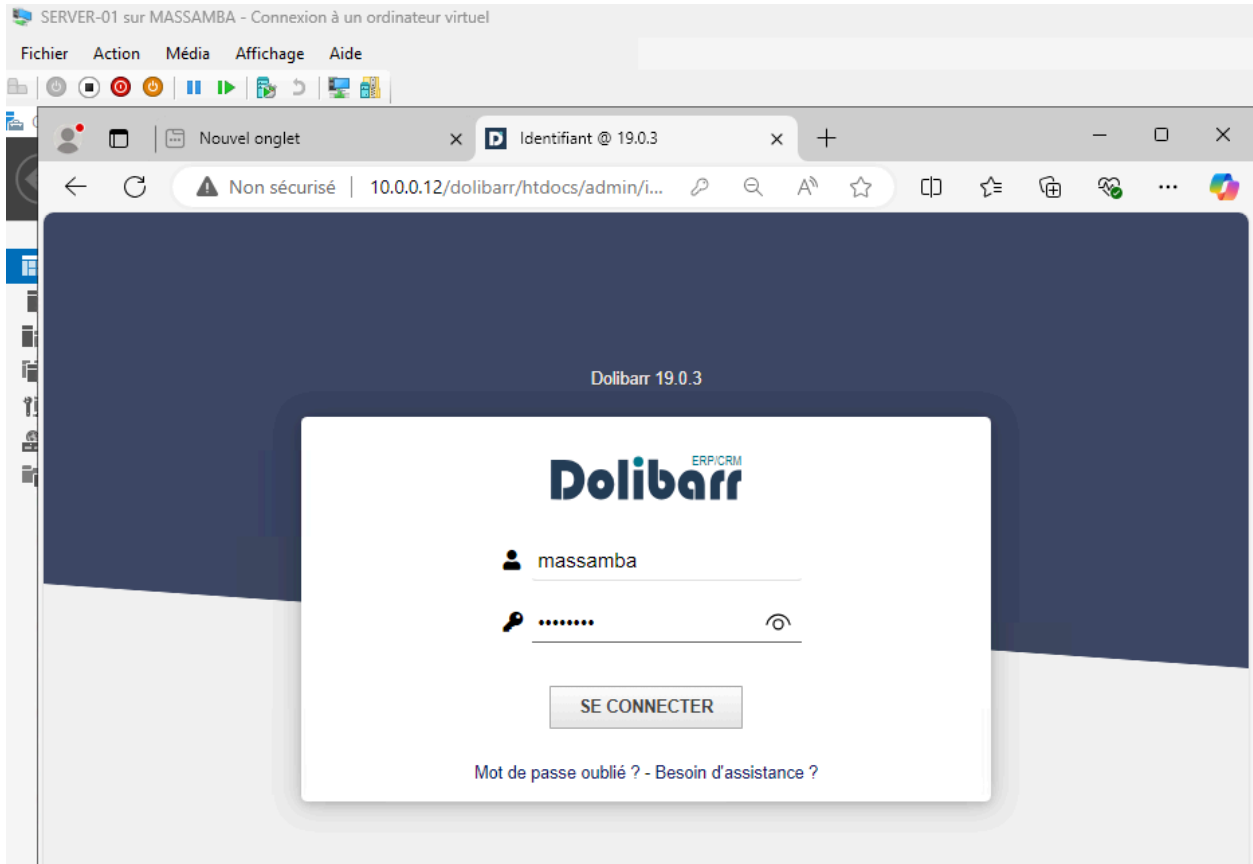 SERVER-01 sur MASSAMBA - Connexion à un ordinateur virtuel
Fichier Action Média Affichage Aide
Nouvel onglet Identifiant @ 19.0.3
Non sécurisé 10.0.0.12/dolibarr/htdocs/admin/i...
Dolibarr 19.0.3
ERP/CRM
Dolibarr
massamba
••••••••
SE CONNECTER
Mot de passe oublié ? - Besoin d'assistance ?